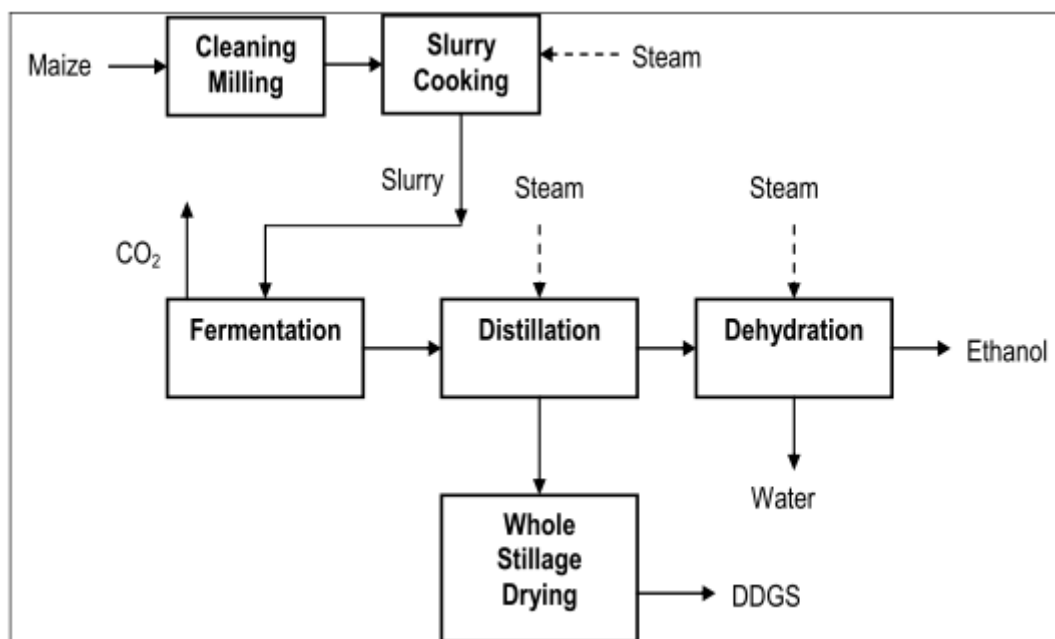 Maize
Cleaning
Milling
Slurry
Cooking
Steam
Slurry
Steam
Steam
CO₂
Fermentation
Distillation
Dehydration
Ethanol
Water
Whole
Stillage
Drying
DDGS